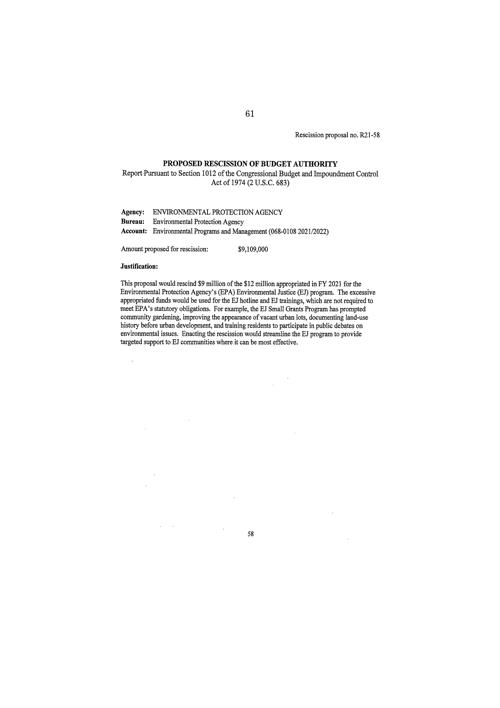 61
Rescission proposal no. R21-58
PROPOSED RESCISSION OF BUDGET AUTHORITY
Report Pursuant to Section 1012 of the Congressional Budget and Impoundment Control
Act of 1974 (2 U.S.C. 683)
Agency: ENVIRONMENTAL PROTECTION AGENCY
Bureau: Environmental Protection Agency
Account: Environmental Programs and Management (068-0108 2021/2022)
Amount proposed for rescission: $9,109,000
Justification:
This proposal would rescind $9 million of the $12 million appropriated in FY 2021 for the
Environmental Protection Agency's (EPA) Environmental Justice (EJ) program. The excessive
appropriated funds would be used for the EJ hotline and EJ trainings, which are not required to
meet EPA's statutory obligations. For example, the EJ Small Grants Program has prompted
community gardening, improving the appearance of vacant urban lots, documenting land-use
history before urban development, and training residents to participate in public debates on
environmental issues. Enacting the rescission would streamline the EJ program to provide
targeted support to EJ communities where it can be most effective.
58